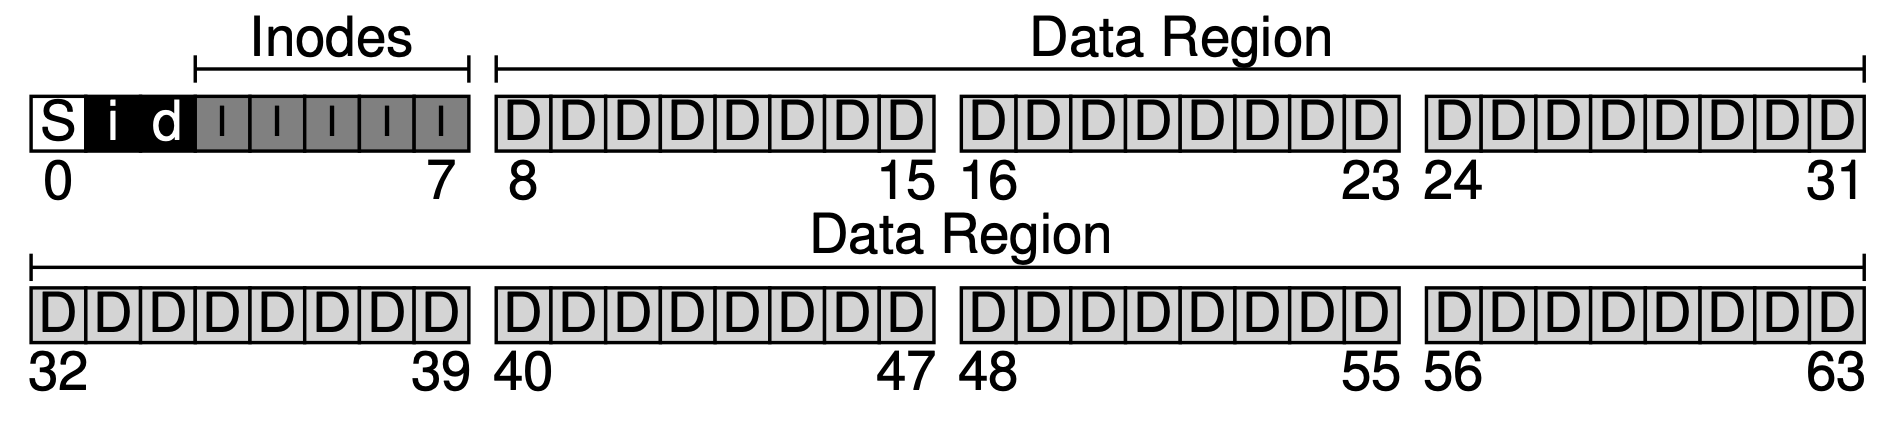 Inodes Data Region
S i d I I I I I D D D D D D D D D D D D D D D D D D D D D D D D
0 7 8 15 16 23 24 31
Data Region
D D D D D D D D D D D D D D D D D D D D D D D D D D D D D D D D
32 39 40 47 48 55 56 63